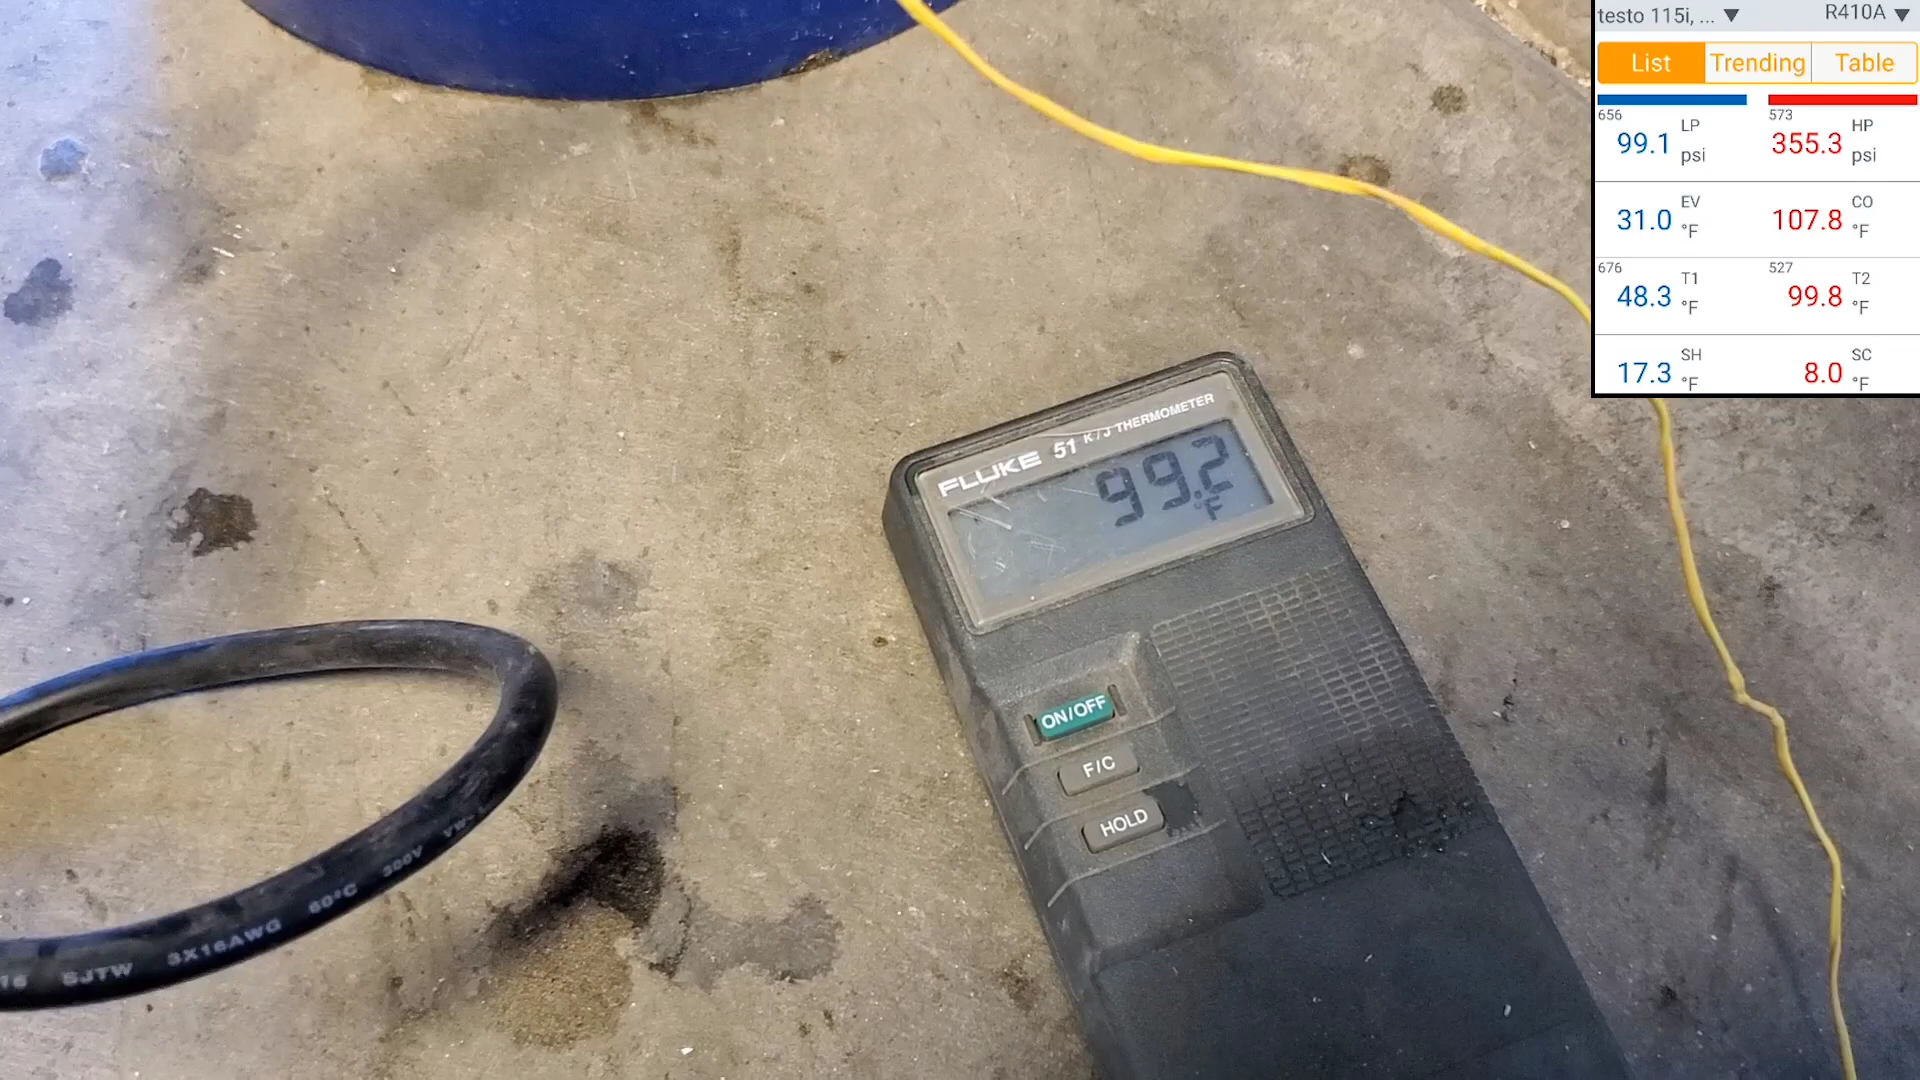 testo 115i, ... ▼ R410A ▼
List Trending Table
656 573
99.1 LP psi 355.3 HP psi
31.0 EV °F 107.8 CO °F
676 527
48.3 T1 °F 99.8 T2 °F
17.3 SH °F 8.0 SC °F
FLUKE 51 K/J THERMOMETER
99.2 °F
ON/OFF
F/C
HOLD
16 SJTW 3X16AWG 60°C 300V VW-